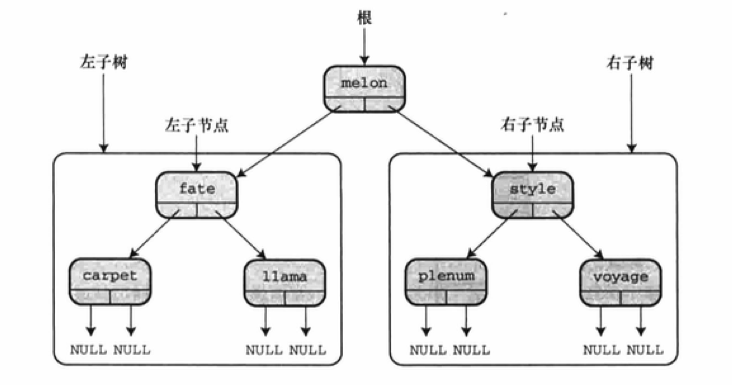 根
左子树
右子树
melon
左子节点
右子节点
fate
style
carpet
llama
plenum
voyage
NULL NULL
NULL NULL
NULL NULL
NULL NULL